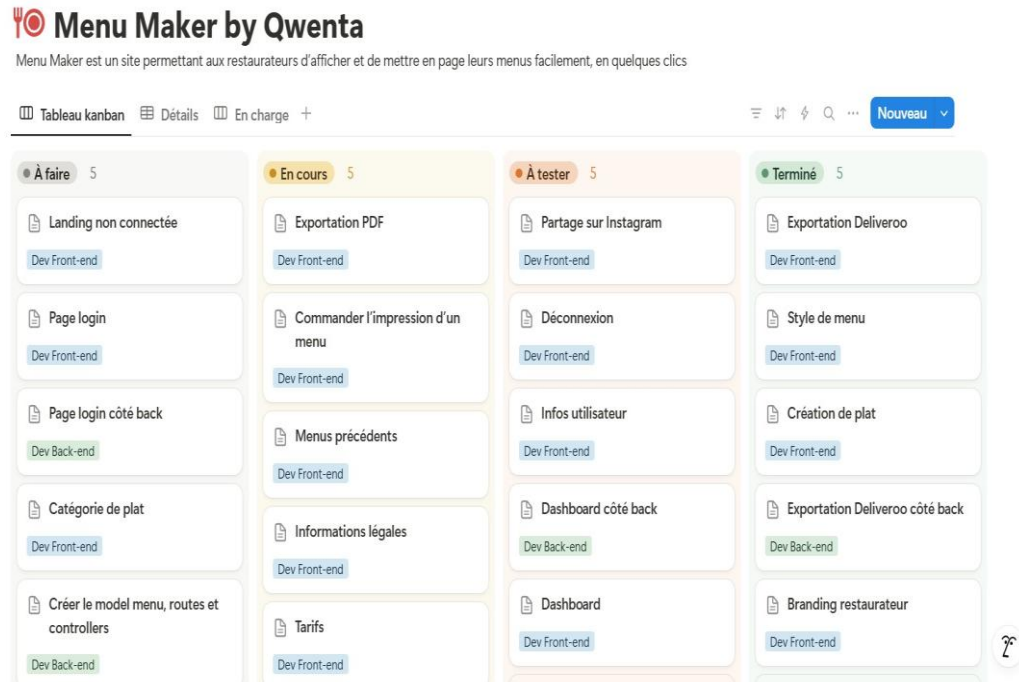 Menu Maker by Qwenta
Menu Maker est un site permettant aux restaurateurs d'afficher et de mettre en page leurs menus facilement, en quelques clics
Tableau kanban
Détails
En charge
Nouveau
À faire 5
Landing non connectée
Dev Front-end
Page login
Dev Front-end
Page login côté back
Dev Back-end
Catégorie de plat
Dev Front-end
Créer le model menu, routes et
controllers
Dev Back-end
En cours 5
Exportation PDF
Dev Front-end
Commander l'impression d'un
menu
Dev Front-end
Menus précédents
Dev Front-end
Informations légales
Dev Front-end
Tarifs
Dev Front-end
À tester 5
Partage sur Instagram
Dev Front-end
Déconnexion
Dev Front-end
Infos utilisateur
Dev Front-end
Dashboard côté back
Dev Back-end
Dashboard
Dev Front-end
Terminé 5
Exportation Deliveroo
Dev Front-end
Style de menu
Dev Front-end
Création de plat
Dev Front-end
Exportation Deliveroo côté back
Dev Back-end
Branding restaurateur
Dev Front-end